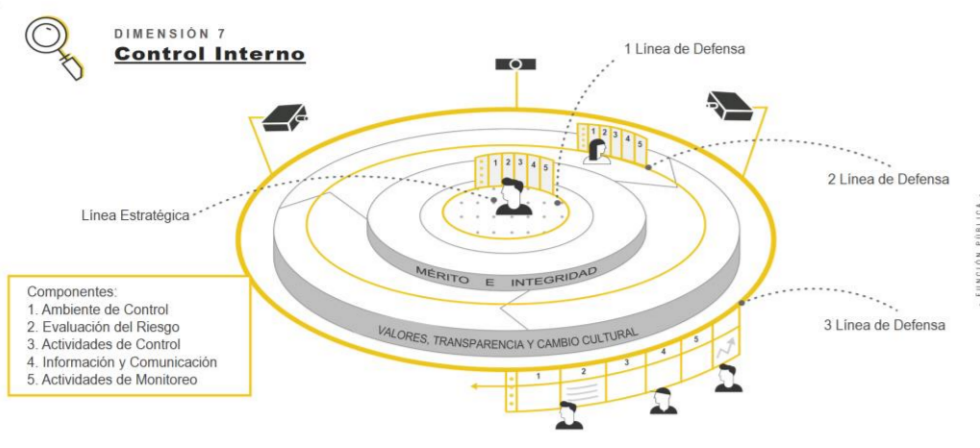 DIMENSIÓN 7
Control Interno
1 Línea de Defensa
1 2 3 4 5
1 2 3 4 5
2 Línea de Defensa
Línea Estratégica
- FUNCIÓN PÚBLICA -
MÉRITO E INTEGRIDAD
VALORES, TRANSPARENCIA Y CAMBIO CULTURAL
3 Línea de Defensa
1 2 3 4 5
Componentes:
1. Ambiente de Control
2. Evaluación del Riesgo
3. Actividades de Control
4. Información y Comunicación
5. Actividades de Monitoreo